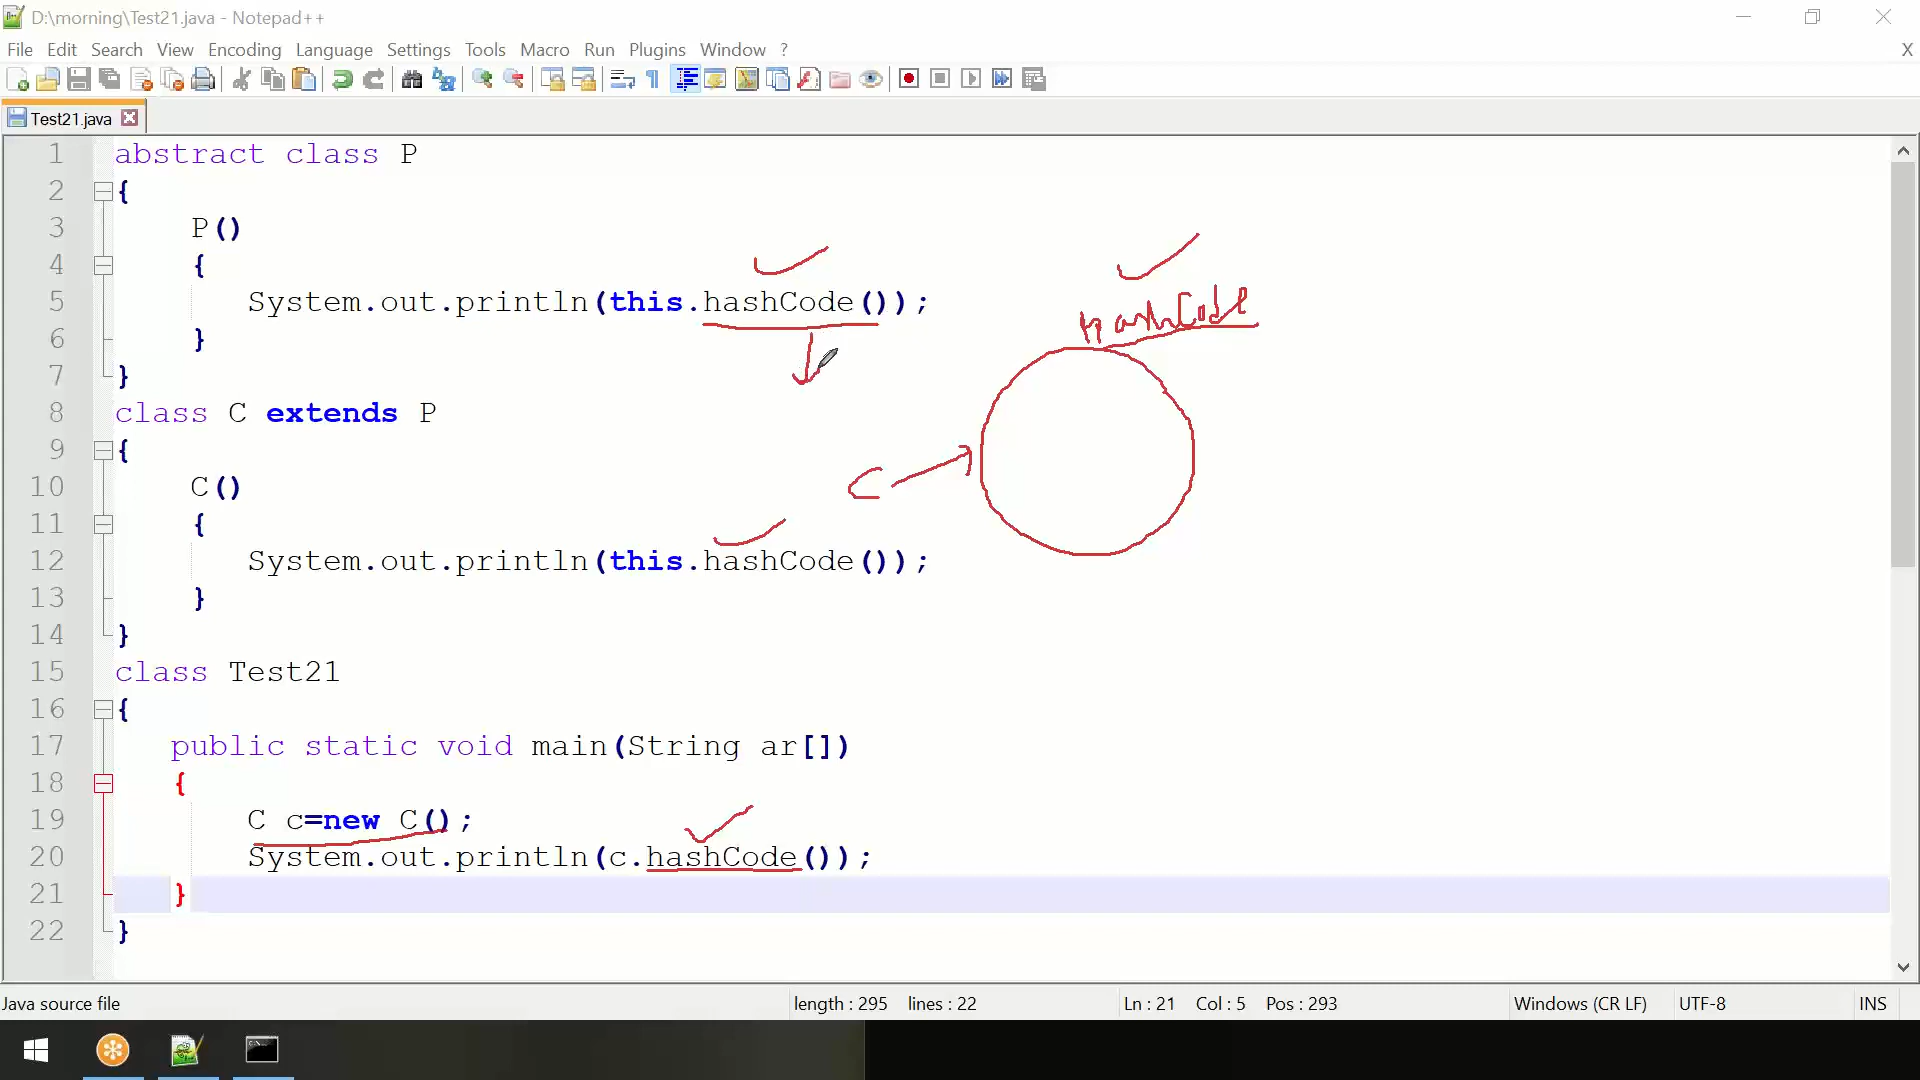 D:\morning\Test21.java - Notepad++
File Edit Search View Encoding Language Settings Tools Macro Run Plugins Window ? X
Test21.java
1 abstract class P
2 {
3 P()
4 {
5 System.out.println(this.hashCode());
6 }
7 }
8 class C extends P
9 {
10 C()
11 {
12 System.out.println(this.hashCode());
13 }
14 }
15 class Test21
16 {
17 public static void main(String ar[])
18 {
19 C c=new C();
20 System.out.println(c.hashCode());
21 }
22 }
HashCode
C
Java source file length : 295 lines : 22 Ln : 21 Col : 5 Pos : 293 Windows (CR LF) UTF-8 INS